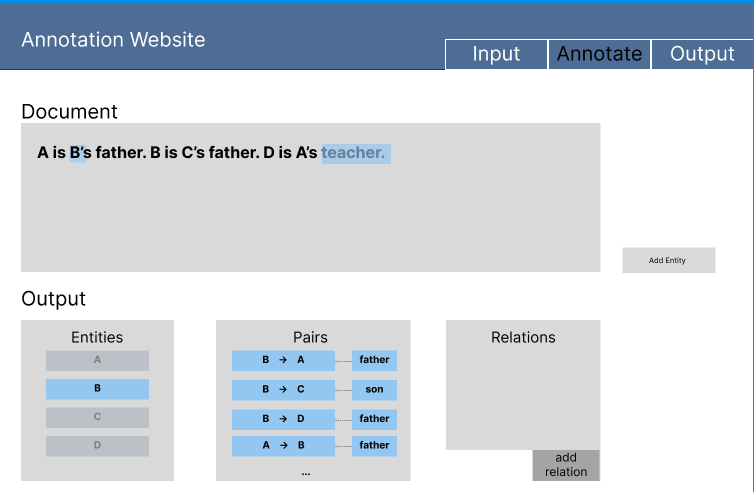 Annotation Website
Input
Annotate
Output
Document
A is B’s father. B is C’s father. D is A’s teacher.
Add Entity
Output
Entities
A
B
C
D
Pairs
B → A father
B → C son
B → D father
A → B father
...
Relations
add
relation